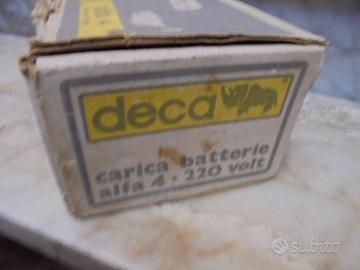 deca
carica batterie
alfa 4 - 220 volt
subito